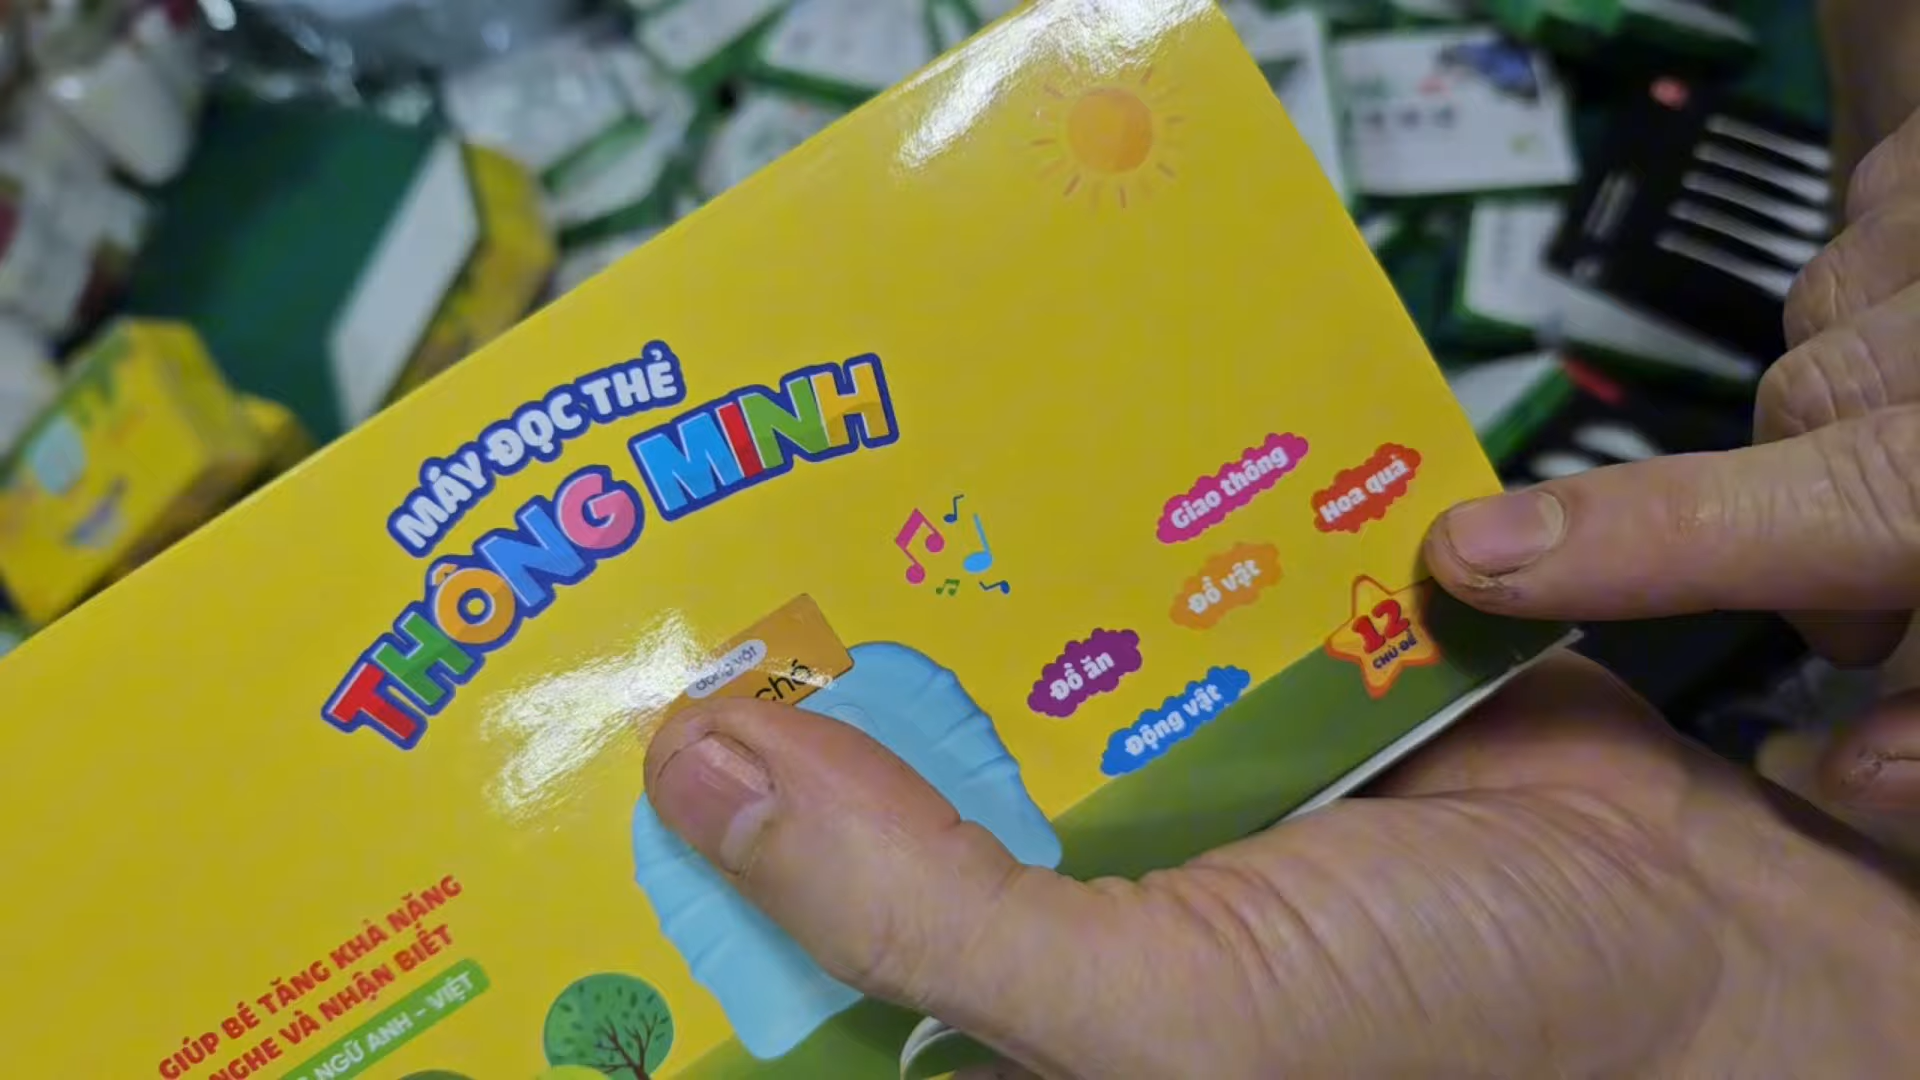 MÁY ĐỌC THẺ
THÔNG MINH
Giao thông
Hoa quả
Đồ vật
Đồ ăn
Động vật
12
CHỦ ĐỀ
động vật
chó
GIÚP BÉ TĂNG KHẢ NĂNG
NGHE VÀ NHẬN BIẾT
NGỮ ANH - VIỆT